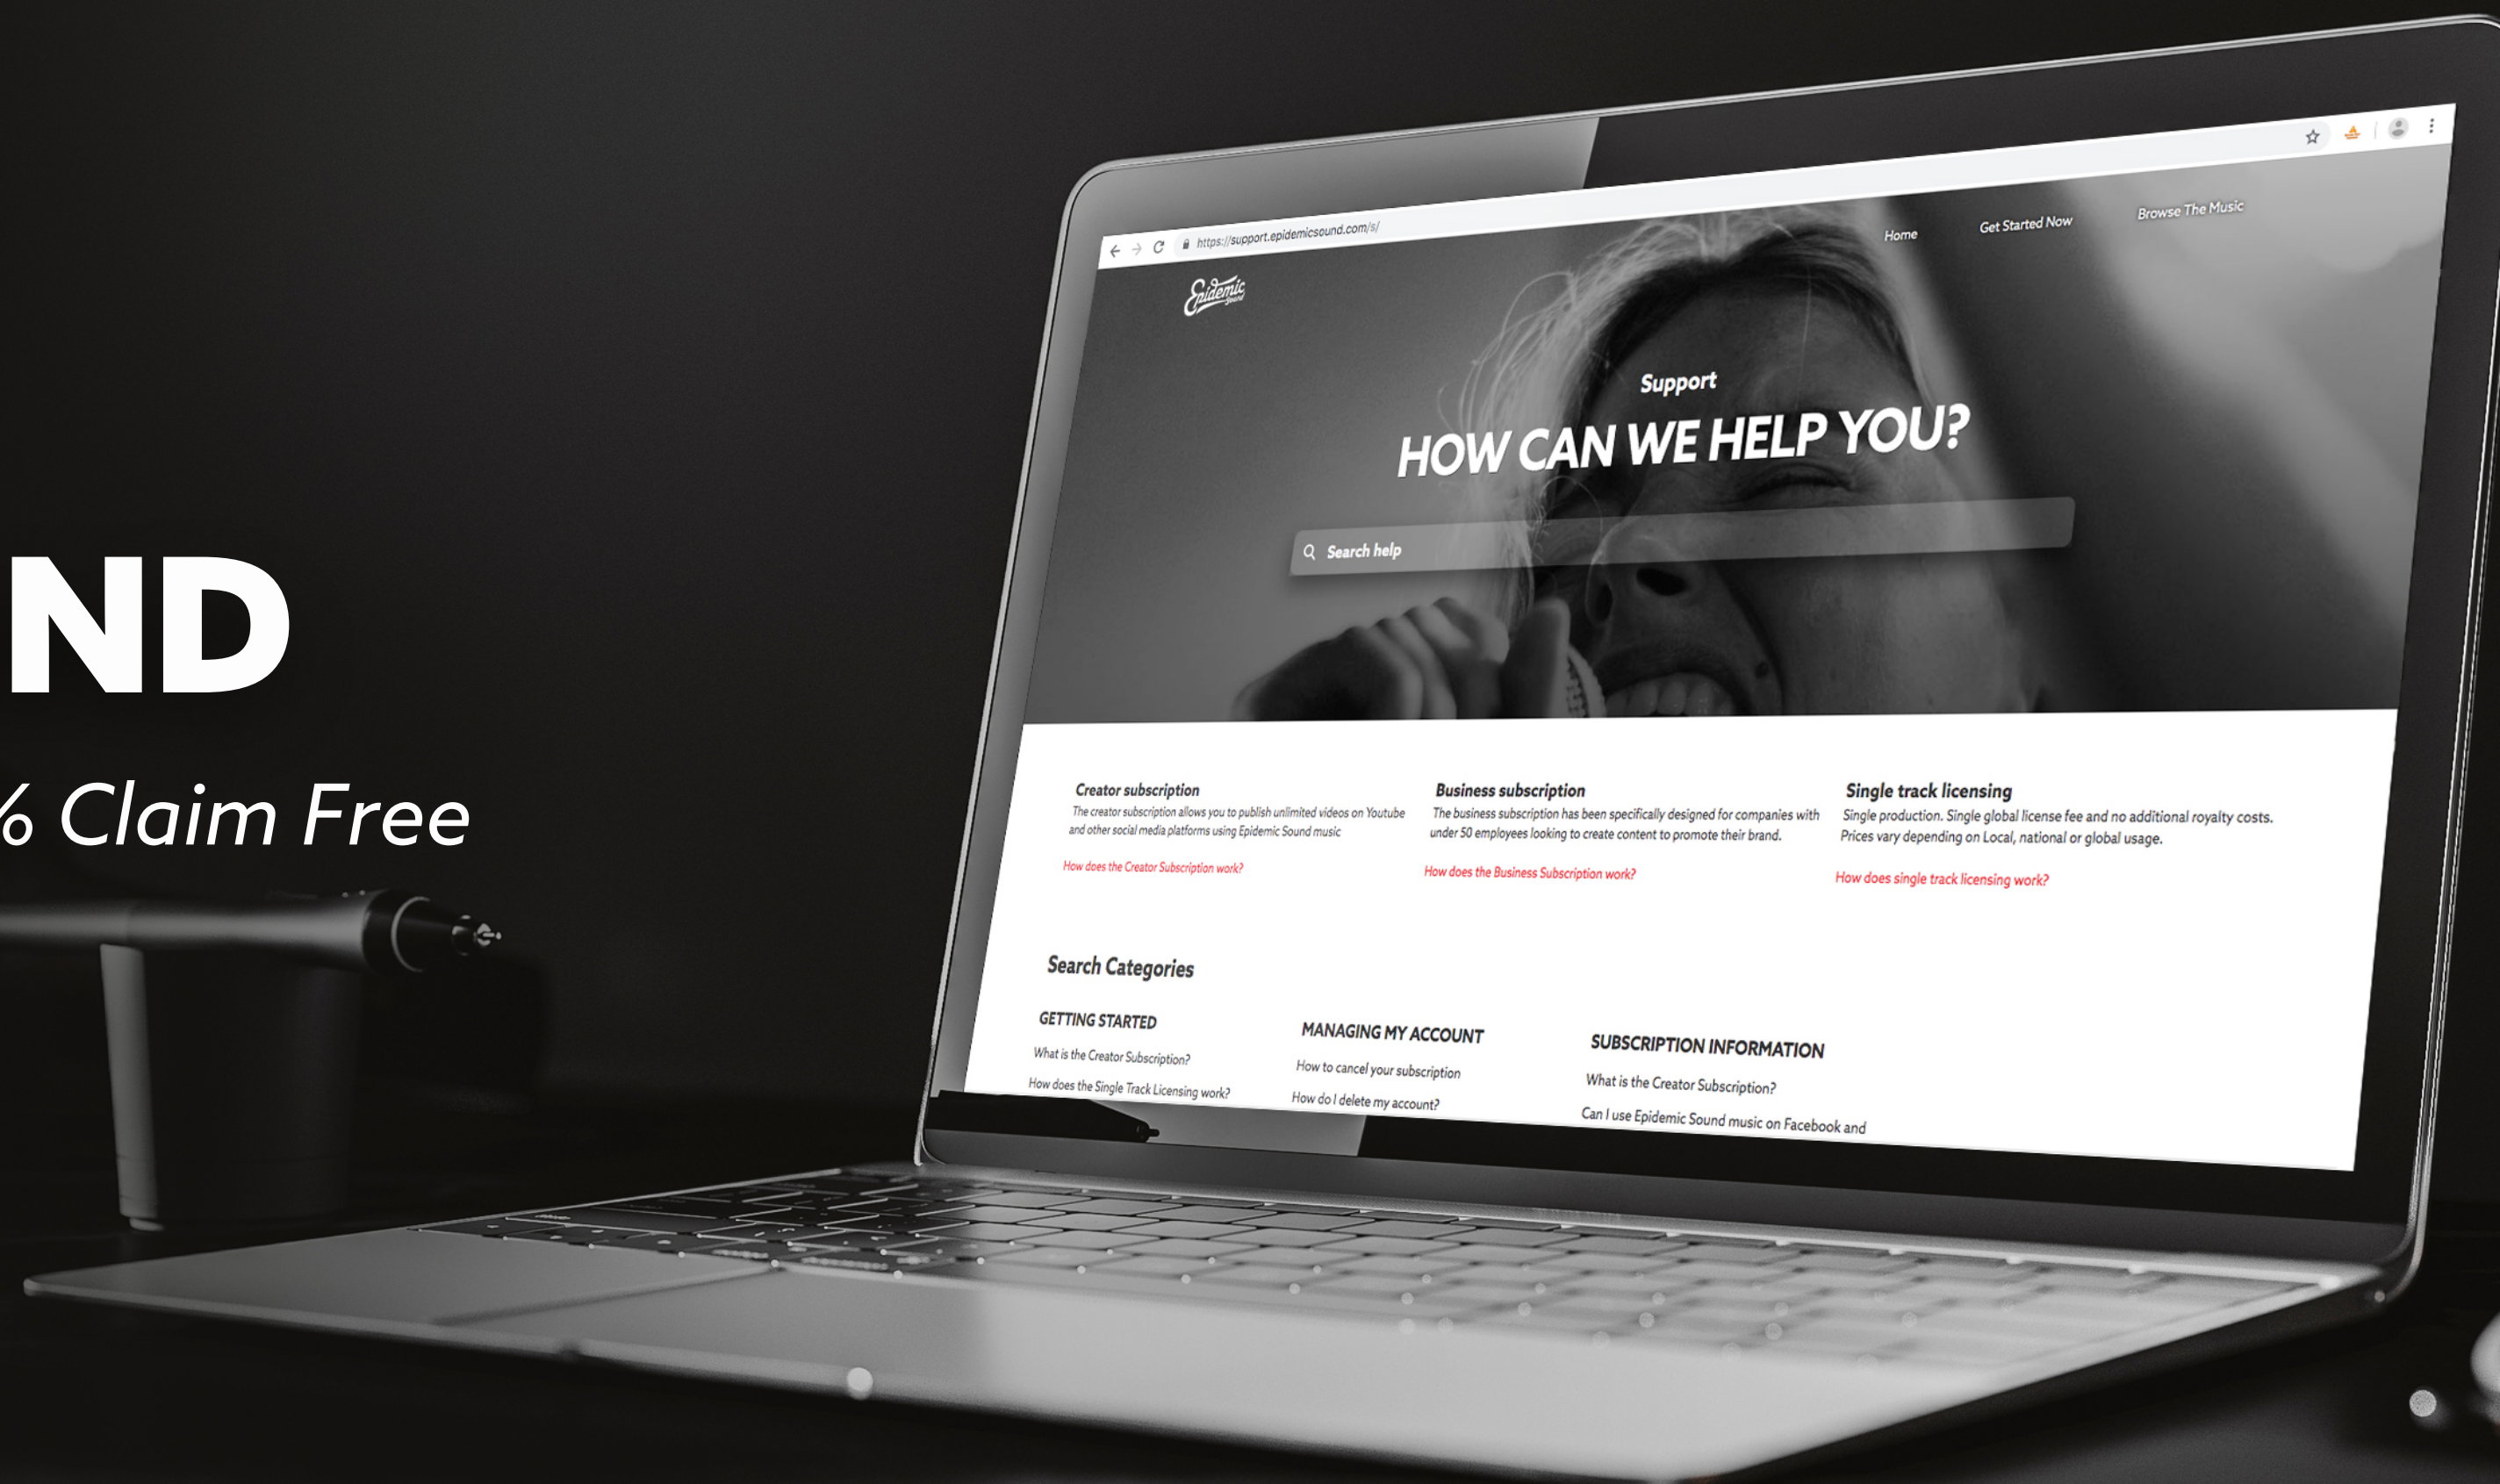 ND
% Claim Free
https://support.epidemicsound.com/s/
Home
Get Started Now
Browse The Music
Epidemic
Sound
Support
HOW CAN WE HELP YOU?
Search help
Creator subscription
The creator subscription allows you to publish unlimited videos on Youtube
and other social media platforms using Epidemic Sound music
How does the Creator Subscription work?
Business subscription
The business subscription has been specifically designed for companies with
under 50 employees looking to create content to promote their brand.
How does the Business Subscription work?
Single track licensing
Single production. Single global license fee and no additional royalty costs.
Prices vary depending on Local, national or global usage.
How does single track licensing work?
Search Categories
GETTING STARTED
What is the Creator Subscription?
How does the Single Track Licensing work?
MANAGING MY ACCOUNT
How to cancel your subscription
How do I delete my account?
SUBSCRIPTION INFORMATION
What is the Creator Subscription?
Can I use Epidemic Sound music on Facebook and